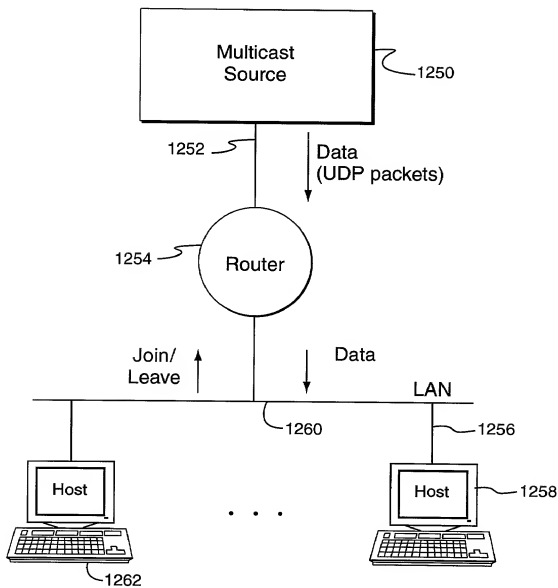 Multicast
Source
1250
1252
Data
(UDP packets)
1254
Router
Join/
Leave
Data
LAN
1260
1256
Host
Host
1258
. . .
1262